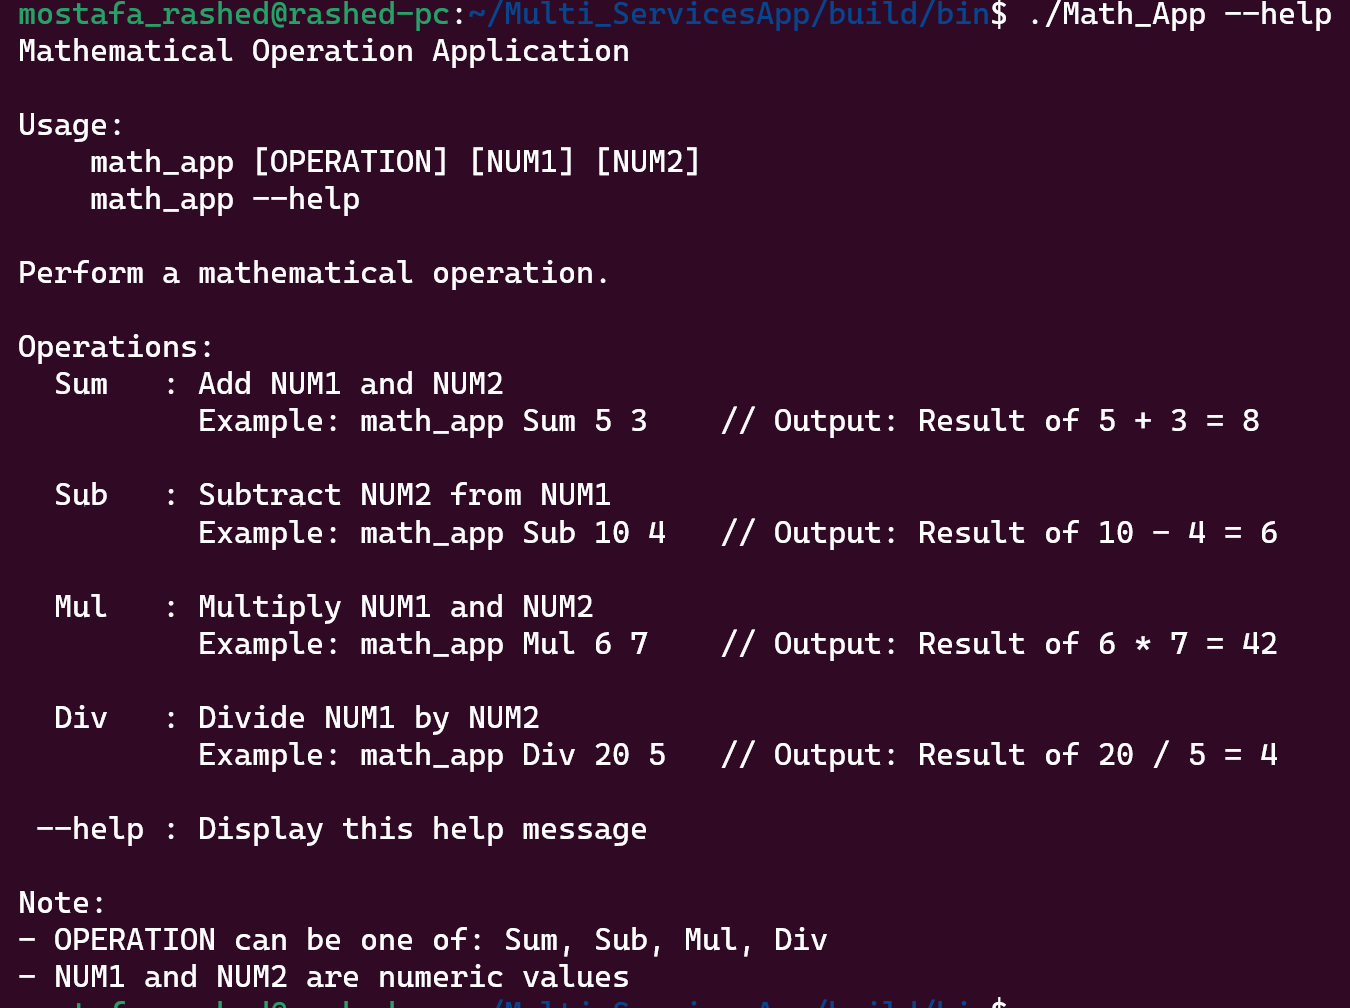 mostafa_rashed@rashed-pc:~/Multi_ServicesApp/build/bin$ ./Math_App --help
Mathematical Operation Application

Usage:
    math_app [OPERATION] [NUM1] [NUM2]
    math_app --help

Perform a mathematical operation.

Operations:
  Sum   : Add NUM1 and NUM2
          Example: math_app Sum 5 3    // Output: Result of 5 + 3 = 8

  Sub   : Subtract NUM2 from NUM1
          Example: math_app Sub 10 4   // Output: Result of 10 - 4 = 6

  Mul   : Multiply NUM1 and NUM2
          Example: math_app Mul 6 7    // Output: Result of 6 * 7 = 42

  Div   : Divide NUM1 by NUM2
          Example: math_app Div 20 5   // Output: Result of 20 / 5 = 4

 --help : Display this help message

Note:
- OPERATION can be one of: Sum, Sub, Mul, Div
- NUM1 and NUM2 are numeric values